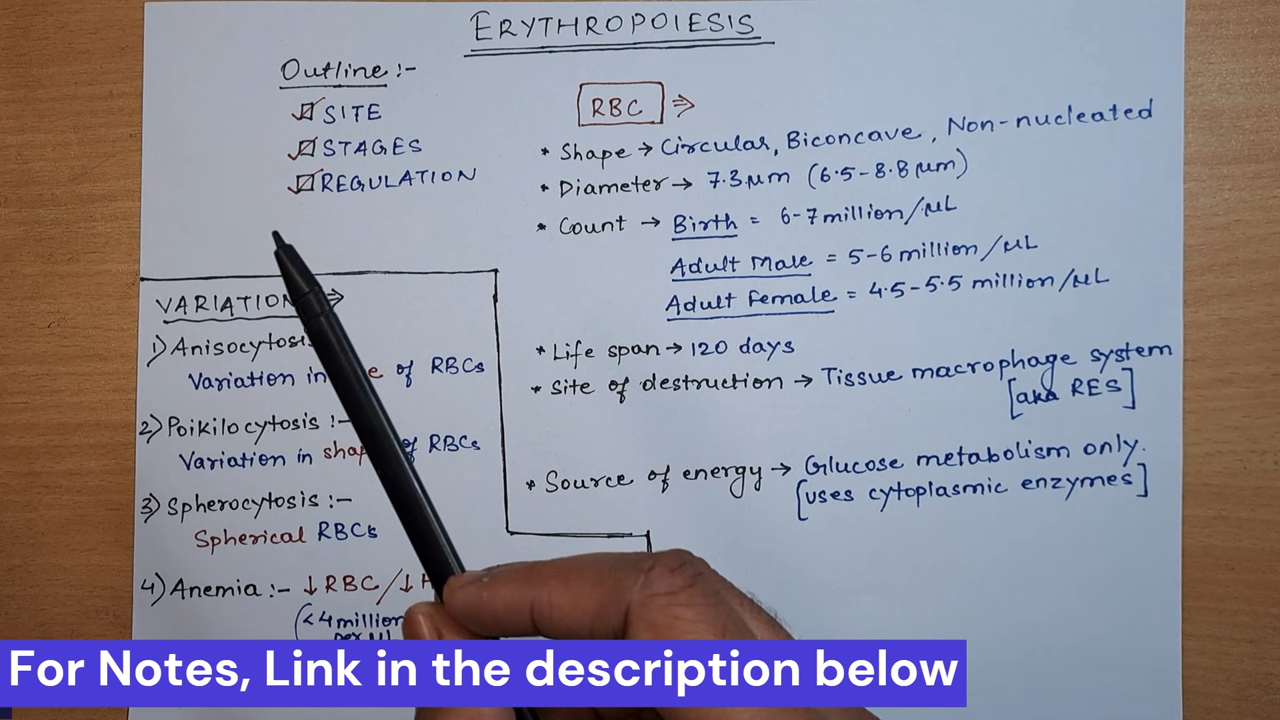 ERYTHROPOIESIS
Outline :-
SITE
STAGES
REGULATION
RBC ⇒
* Shape → Circular, Biconcave, Non-nucleated
* Diameter → 7.3 μm (6.5-8.8 μm)
* Count → Birth = 6-7 million/μL
Adult Male = 5-6 million/μL
Adult Female = 4.5-5.5 million/μL
* Life span → 120 days
* Site of destruction → Tissue macrophage system
[aka RES]
* Source of energy → Glucose metabolism only.
[uses cytoplasmic enzymes]
VARIATION ⇒
1) Anisocytosis
Variation in of RBCs
2) Poikilocytosis :-
Variation in of RBCs
3) Spherocytosis :-
Spherical RBCs
4) Anemia :- ↓ RBC/↓
(<4 million
per μl
For Notes, Link in the description below